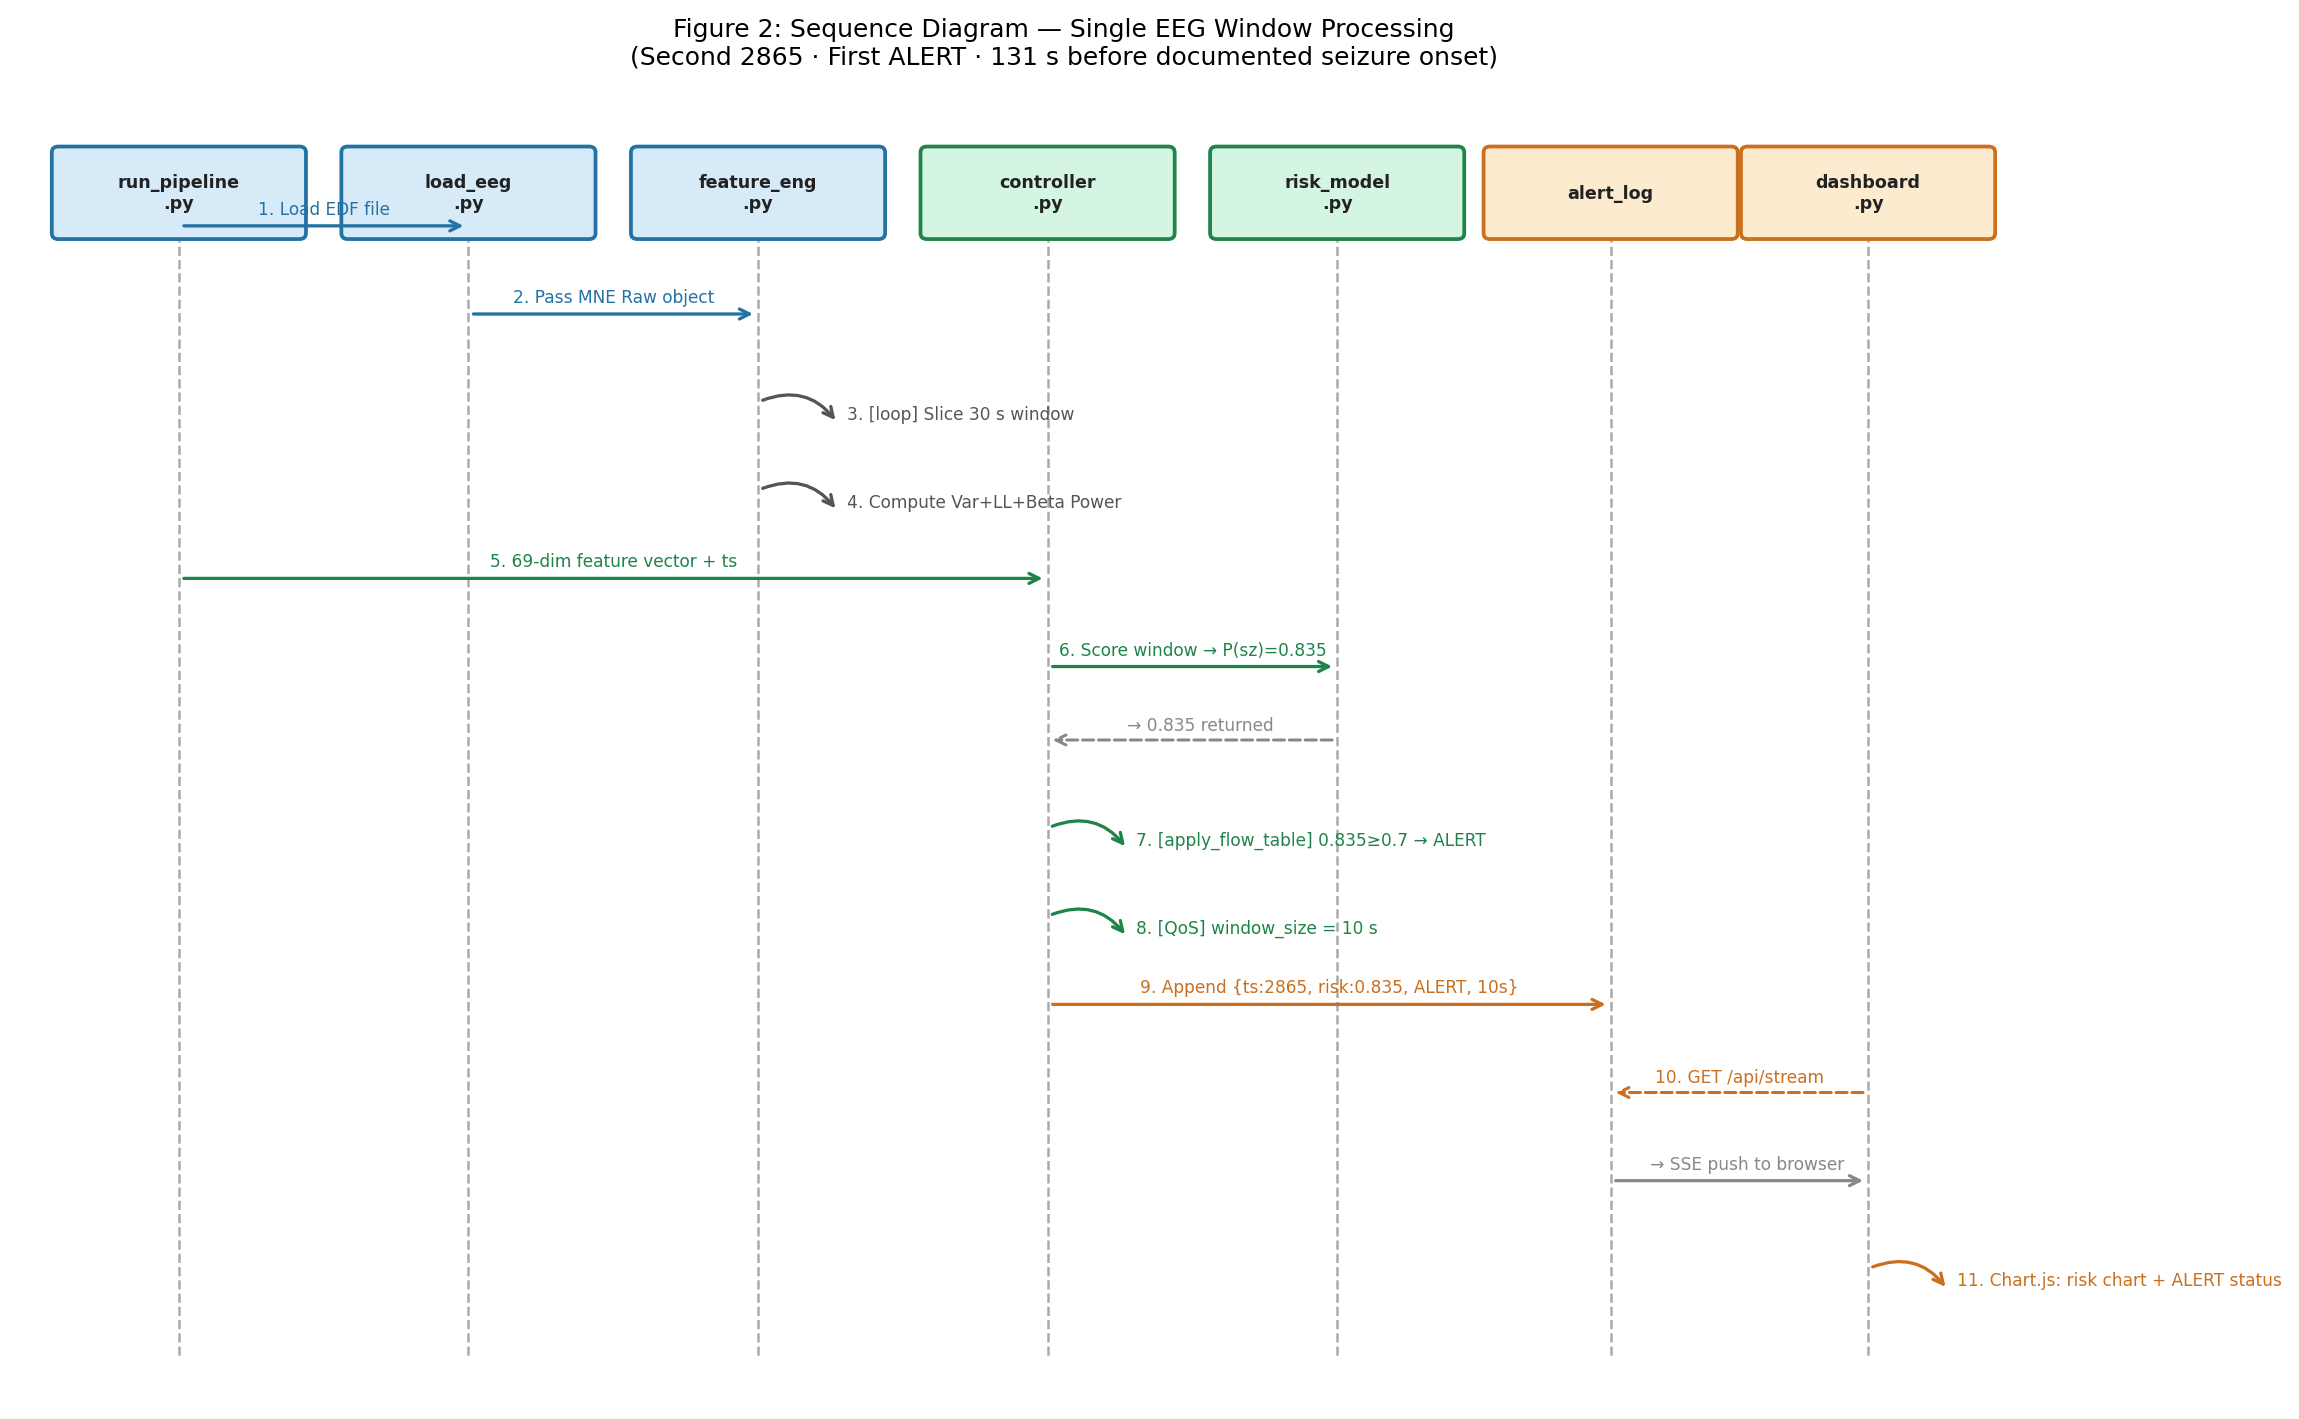 Figure 2: Sequence Diagram — Single EEG Window Processing
(Second 2865 · First ALERT · 131 s before documented seizure onset)
run_pipeline
.py
load_eeg
.py
feature_eng
.py
controller
.py
risk_model
.py
alert_log
dashboard
.py
1. Load EDF file
2. Pass MNE Raw object
3. [loop] Slice 30 s window
4. Compute Var+LL+Beta Power
5. 69-dim feature vector + ts
6. Score window → P(sz)=0.835
→ 0.835 returned
7. [apply_flow_table] 0.835≥0.7 → ALERT
8. [QoS] window_size = 10 s
9. Append {ts:2865, risk:0.835, ALERT, 10s}
10. GET /api/stream
→ SSE push to browser
11. Chart.js: risk chart + ALERT status